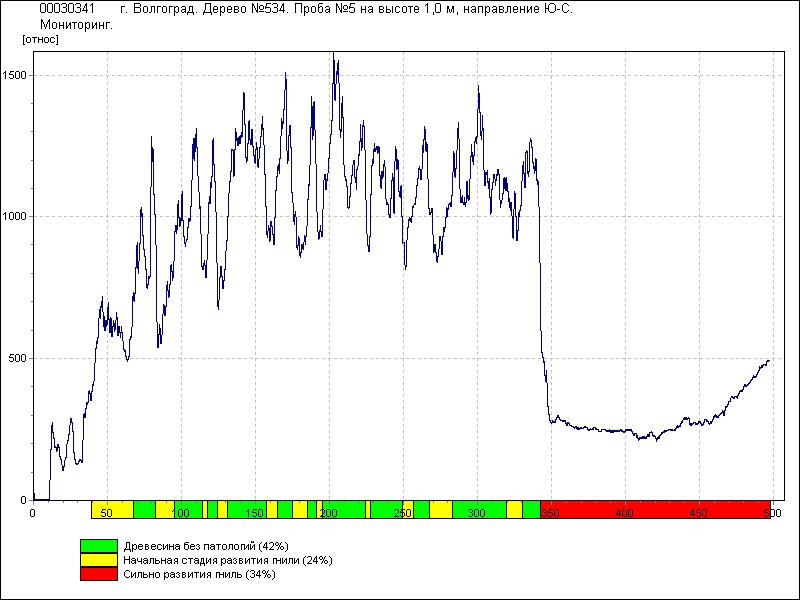 00030341 г. Волгоград. Дерево №534. Проба №5 на высоте 1,0 м, направление Ю-С.
Мониторинг.
[относ]
1500
1000
500
0
0 50 100 150 200 250 300 350 400 450 500
Древесина без патологий (42%)
Начальная стадия развития гнили (24%)
Сильно развития гниль (34%)